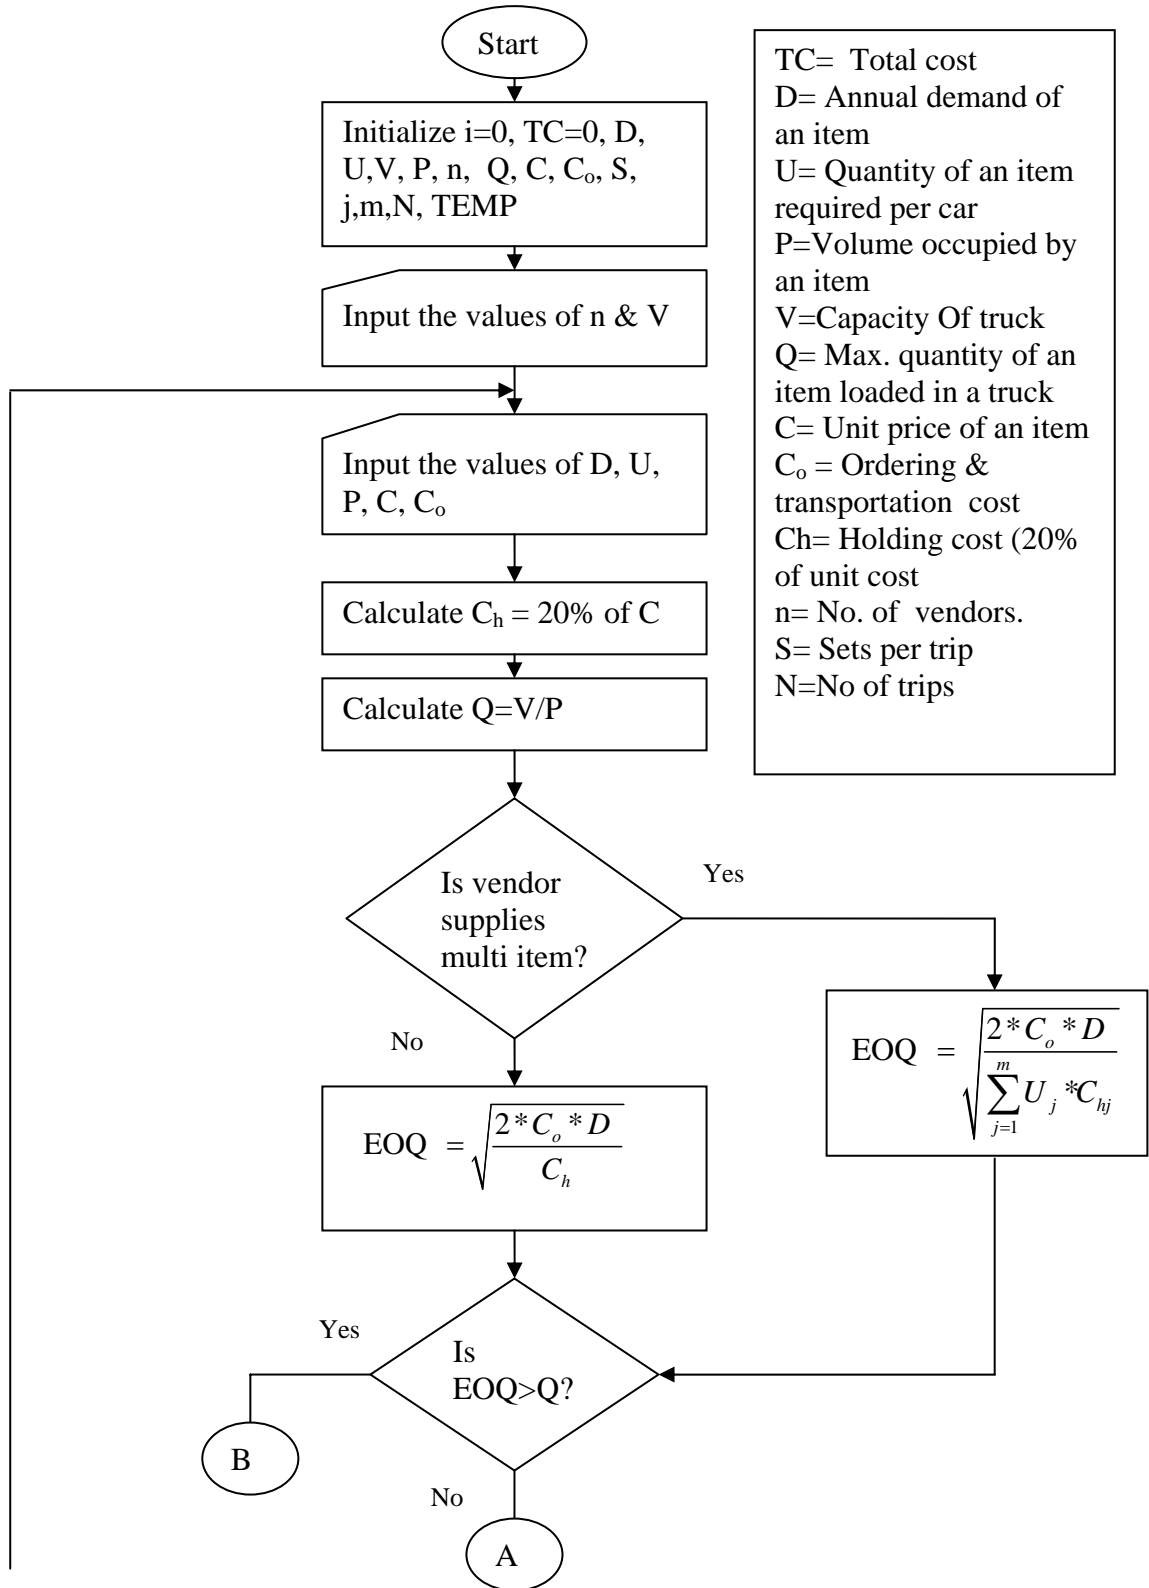 Start
Initialize i=0, TC=0, D,
U,V, P, n, Q, C, Cₒ, S,
j,m,N, TEMP
Input the values of n & V
Input the values of D, U,
P, C, Cₒ
Calculate Cₕ = 20% of C
Calculate Q=V/P
Is vendor
supplies
multi item?
Yes
No
EOQ = √(2*Cₒ*D / Cₕ)
EOQ = √(2*Cₒ*D / ∑_{j=1}^{m} U_j *C_{hj})
Is
EOQ>Q?
Yes
B
No
A
TC= Total cost
D= Annual demand of
an item
U= Quantity of an item
required per car
P=Volume occupied by
an item
V=Capacity Of truck
Q= Max. quantity of an
item loaded in a truck
C= Unit price of an item
Cₒ = Ordering &
transportation cost
Ch= Holding cost (20%
of unit cost
n= No. of vendors.
S= Sets per trip
N=No of trips